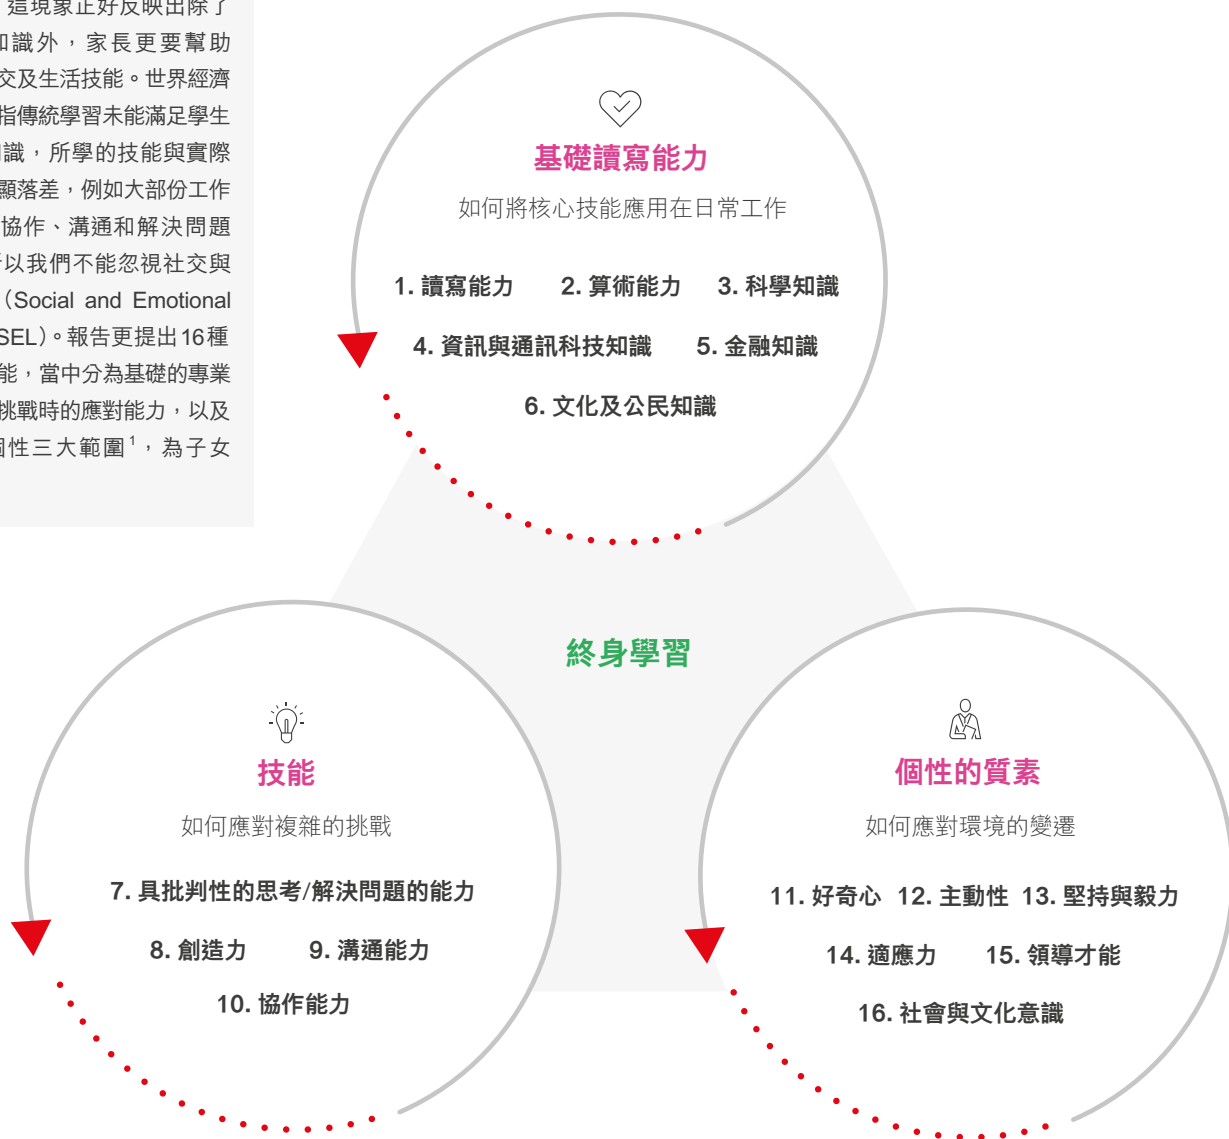 這現象正好反映出除了
知識外，家長更要幫助
交及生活技能。世界經濟
指傳統學習未能滿足學生
識，所學的技能與實際
顯落差，例如大部份工作
協作、溝通和解決問題
以我們不能忽視社交與
（Social and Emotional
SEL）。報告更提出16種
能，當中分為基礎的專業
挑戰時的應對能力，以及
個性三大範圍1，為子女
基礎讀寫能力
如何將核心技能應用在日常工作
1. 讀寫能力 2. 算術能力 3. 科學知識
4. 資訊與通訊科技知識 5. 金融知識
6. 文化及公民知識
終身學習
技能
如何應對複雜的挑戰
7. 具批判性的思考/解決問題的能力
8. 創造力 9. 溝通能力
10. 協作能力
個性的質素
如何應對環境的變遷
11. 好奇心 12. 主動性 13. 堅持與毅力
14. 適應力 15. 領導才能
16. 社會與文化意識